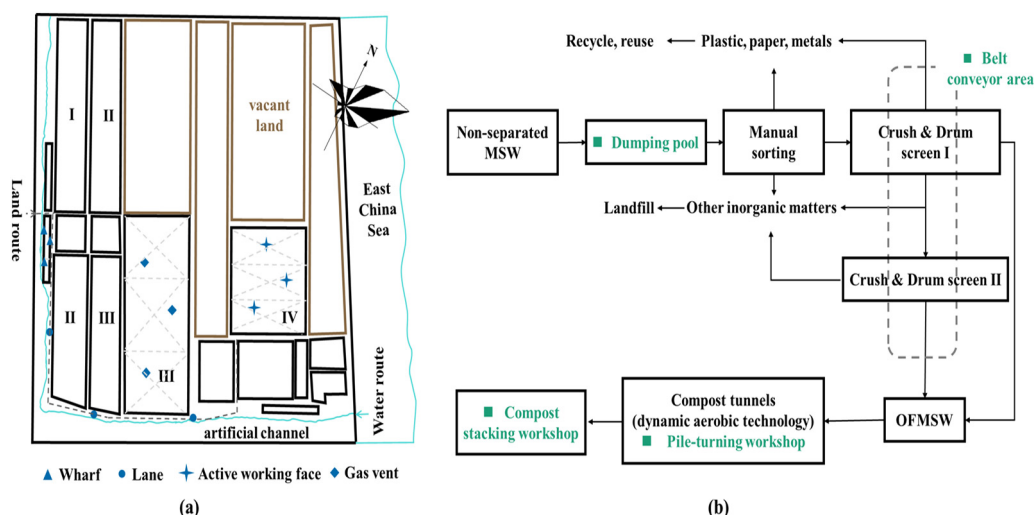 N
I
II
vacant
land
East
China
Sea
Land route
II
III
III
IV
Water route
artificial channel
Wharf
Lane
Active working face
Gas vent
(a)
Recycle, reuse
Plastic, paper, metals
Belt
conveyor area
Non-separated
MSW
Dumping pool
Manual
sorting
Crush & Drum
screen I
Landfill
Other inorganic matters
Crush & Drum screen II
Compost
stacking workshop
Compost tunnels
(dynamic aerobic technology)
Pile-turning workshop
OFMSW
(b)